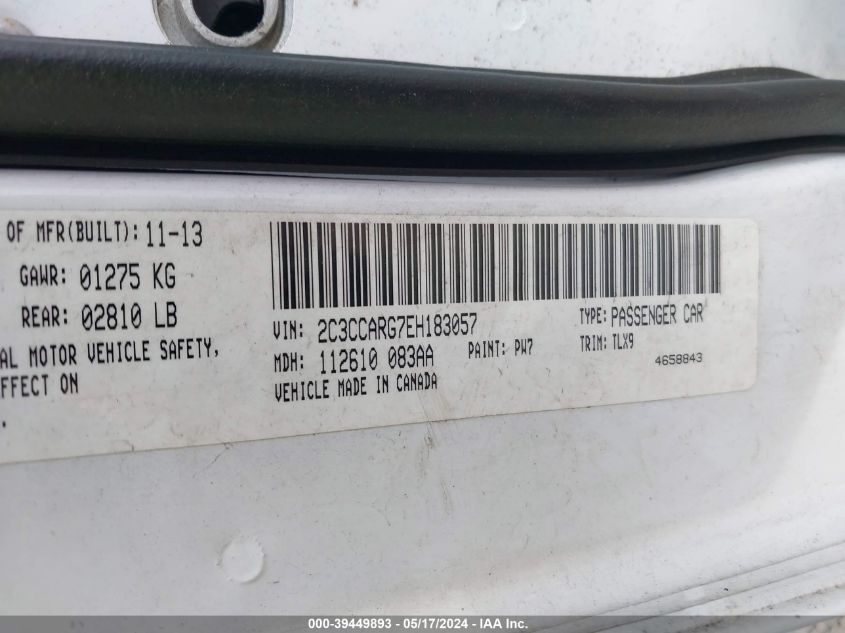 OF MFR(BUILT): 11-13
GAWR: 01275 KG
REAR: 02810 LB
AL MOTOR VEHICLE SAFETY,
FFECT ON
.
VIN: 2C3CCARG7EH183057
TYPE: PASSENGER CAR
MDH: 112610 083AA
PAINT: PW7
TRIM: TLX9
VEHICLE MADE IN CANADA
4658843
000-39449893 - 05/17/2024 - IAA Inc.